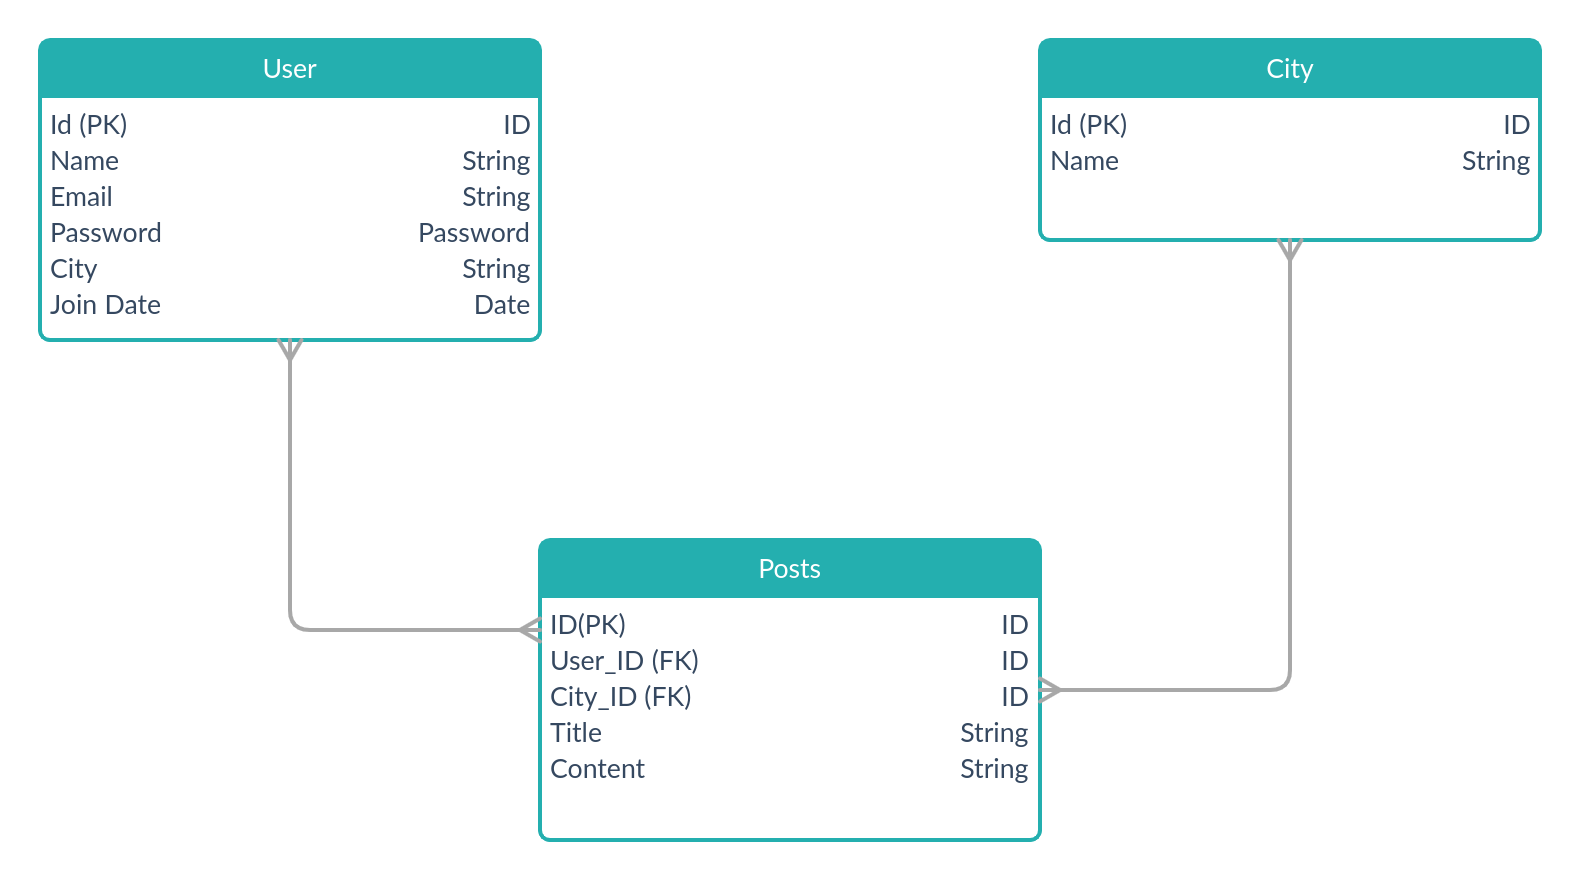 User
Id (PK) ID
Name String
Email String
Password Password
City String
Join Date Date
City
Id (PK) ID
Name String
Posts
ID(PK) ID
User_ID (FK) ID
City_ID (FK) ID
Title String
Content String